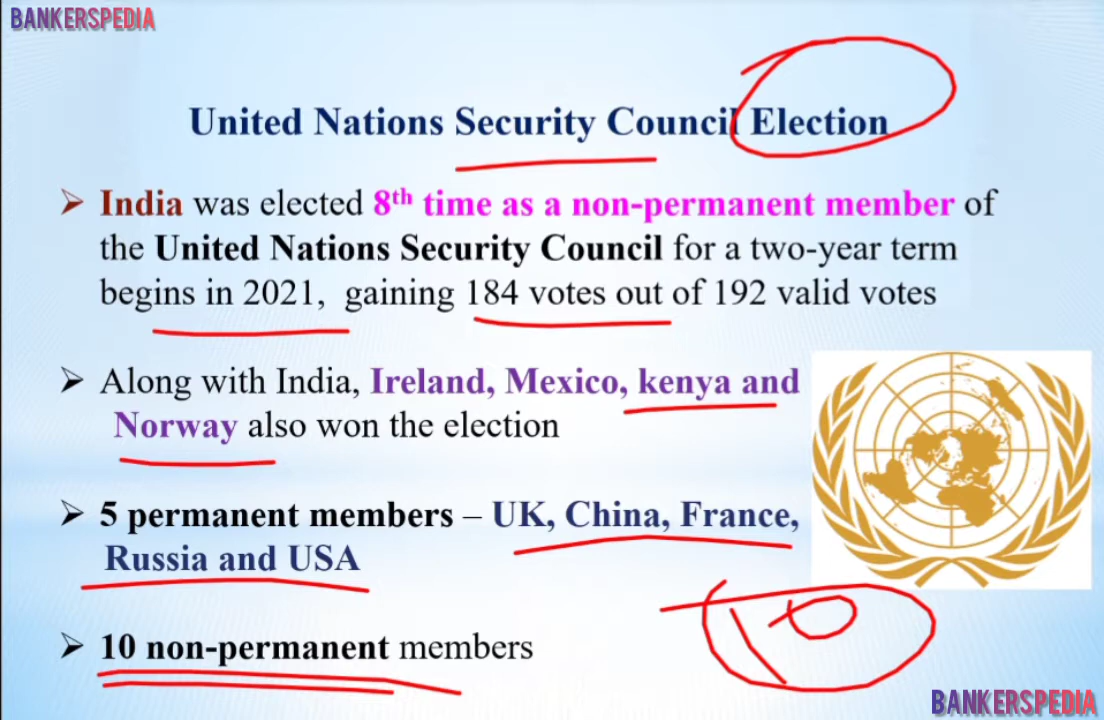 BANKERSPEDIA
United Nations Security Council Election
➢ India was elected 8th time as a non-permanent member of
the United Nations Security Council for a two-year term
begins in 2021, gaining 184 votes out of 192 valid votes
➢ Along with India, Ireland, Mexico, kenya and
Norway also won the election
➢ 5 permanent members – UK, China, France,
Russia and USA
➢ 10 non-permanent members
10
BANKERSPEDIA